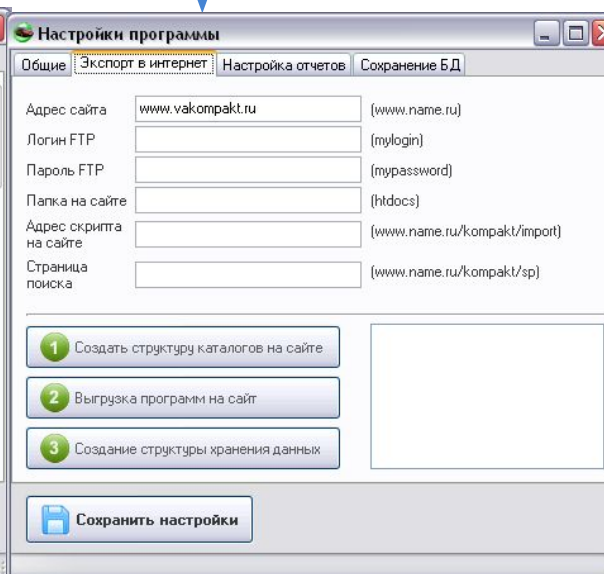 Настройки программы
Общие Экспорт в интернет Настройка отчетов Сохранение БД
Адрес сайта www.vakompakt.ru (www.name.ru)
Логин FTP (mylogin)
Пароль FTP (mypassword)
Папка на сайте (htdocs)
Адрес скрипта
на сайте (www.name.ru/kompakt/import)
Страница
поиска (www.name.ru/kompakt/sp)
1 Создать структуру каталогов на сайте
2 Выгрузка программ на сайт
3 Создание структуры хранения данных
Сохранить настройки